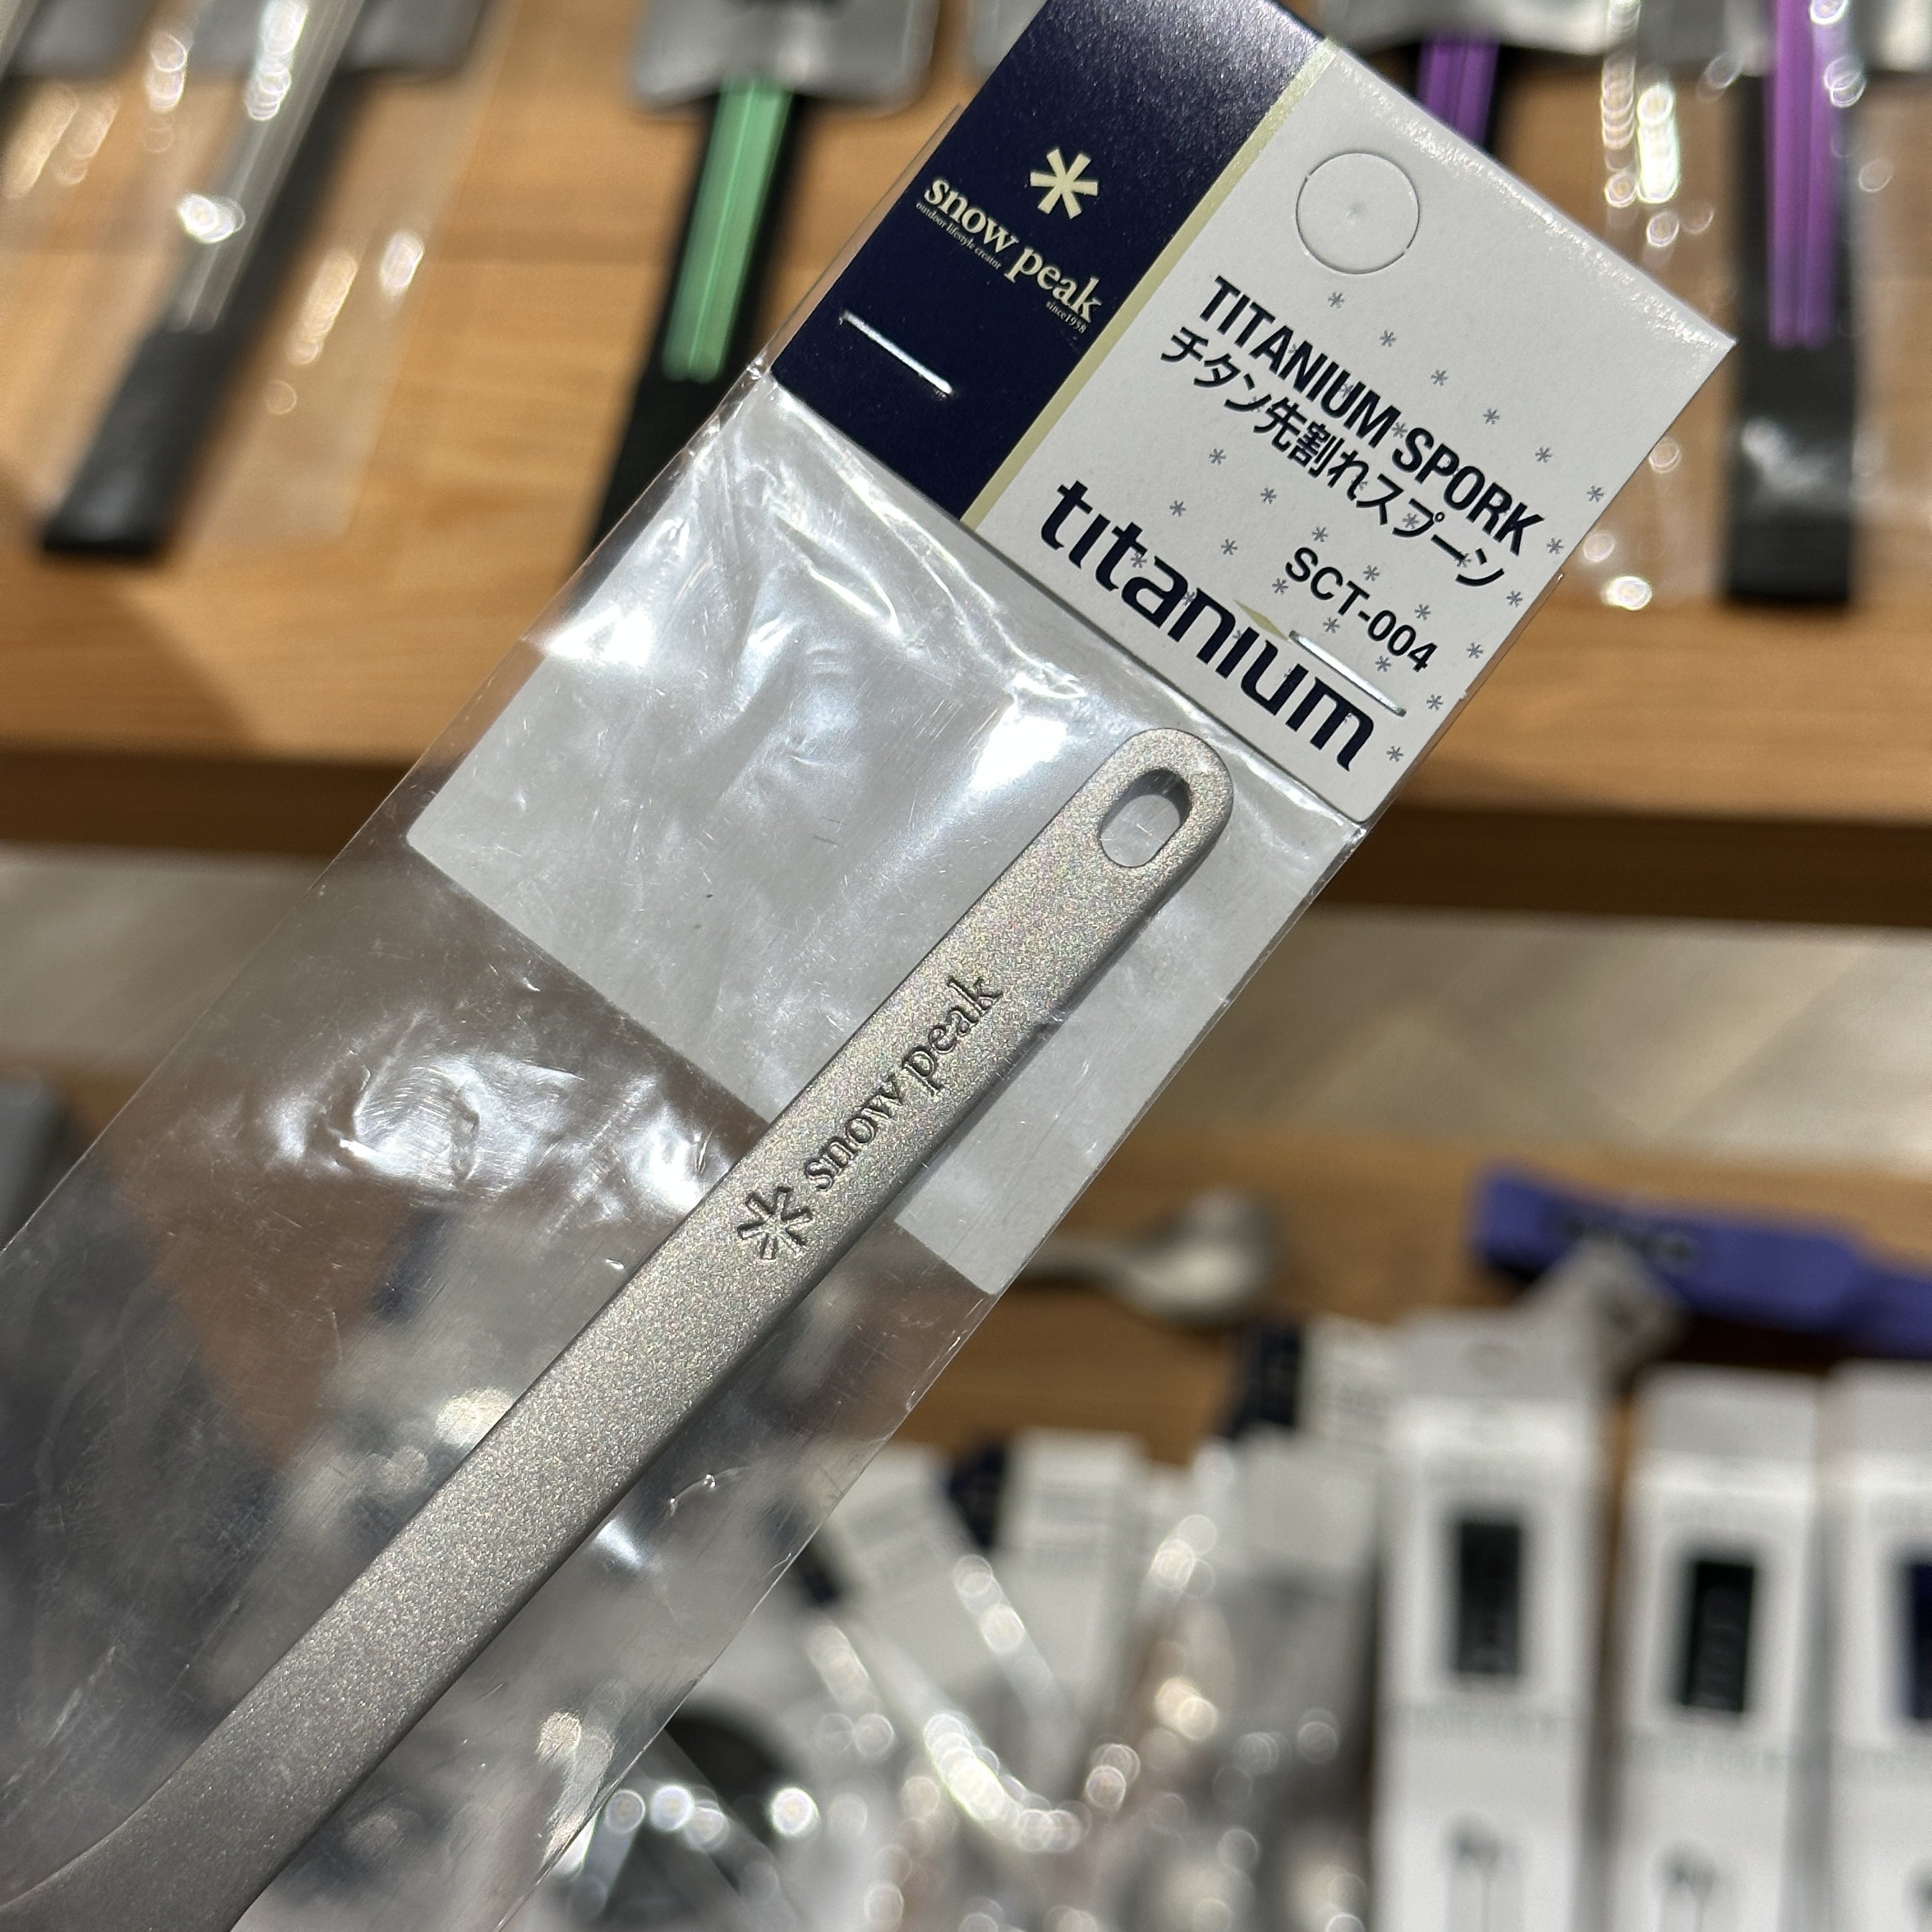 snow peak
outdoor lifestyle creator
since1958
TITANIUM SPORK
チタン先割れスプーン
SCT-004
titanium
snow peak